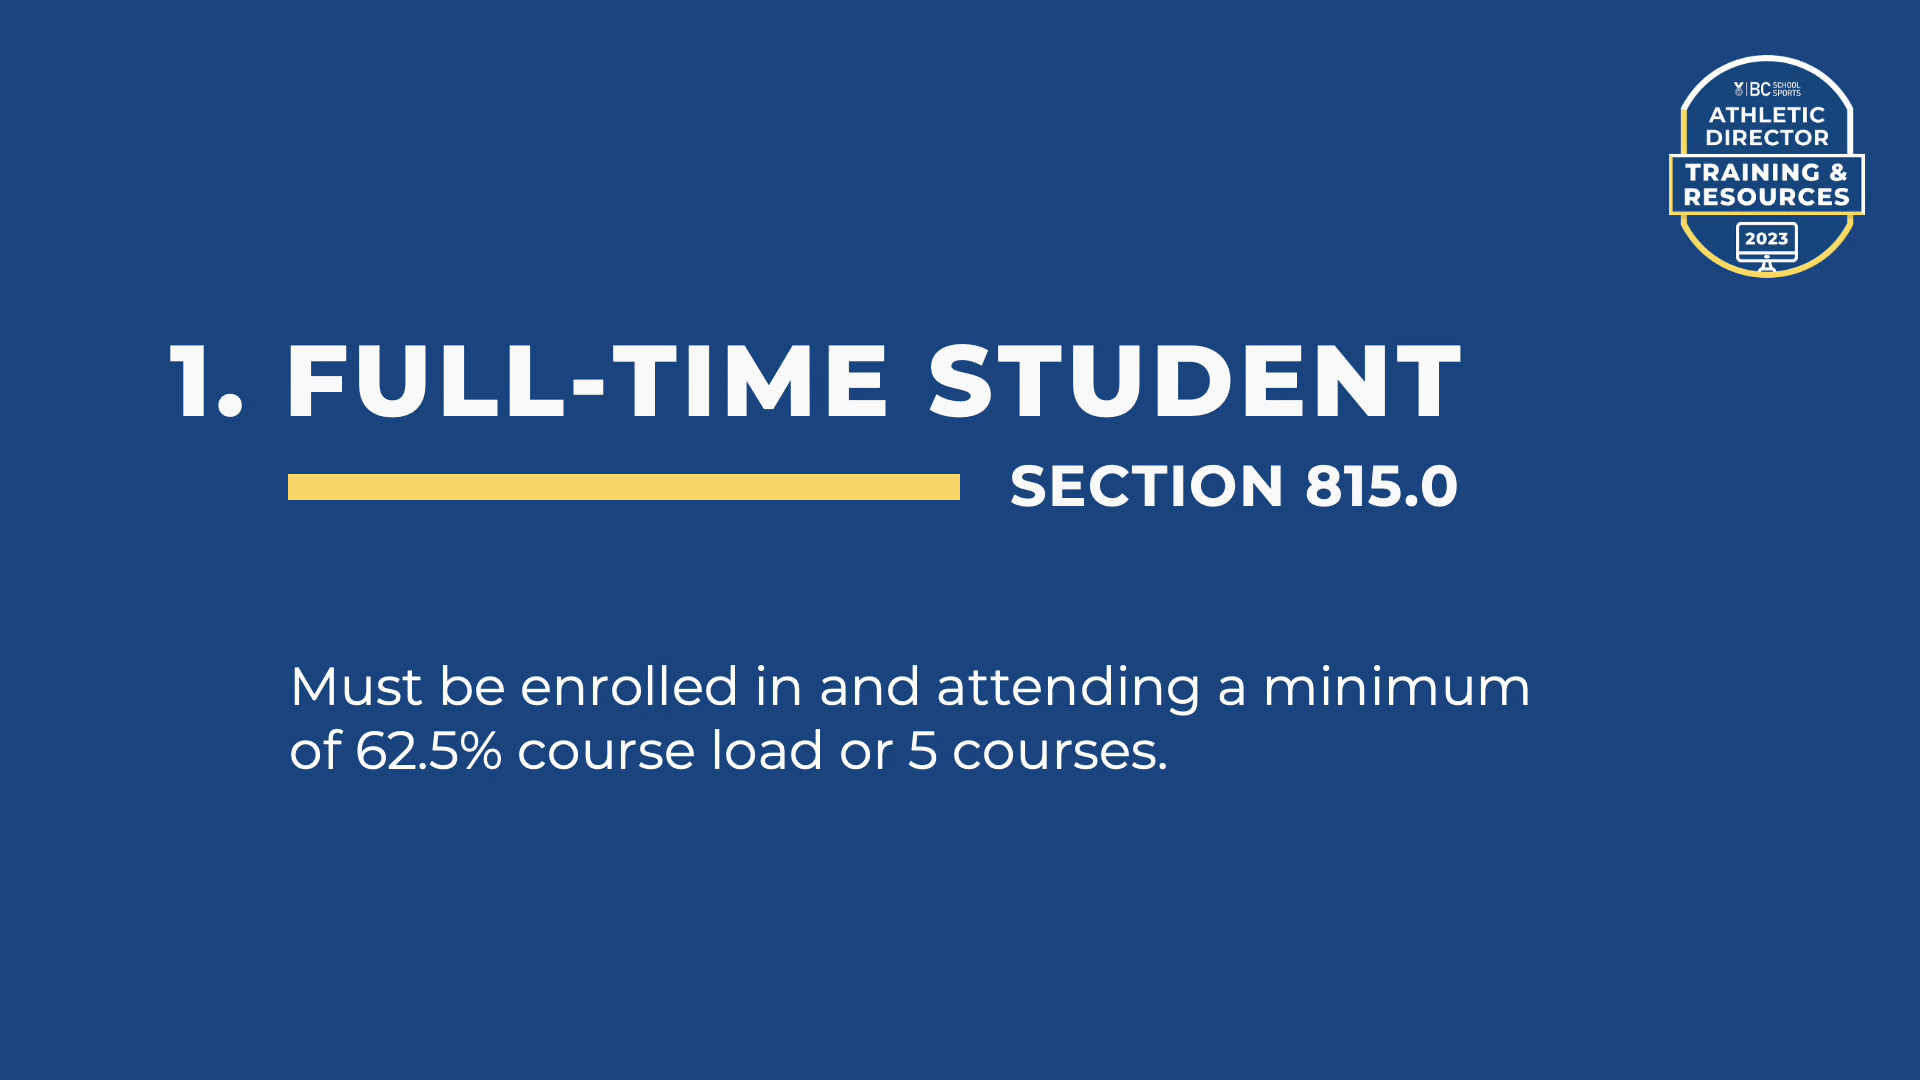 BC SCHOOL SPORTS
ATHLETIC
DIRECTOR
TRAINING &
RESOURCES
2023
1. FULL-TIME STUDENT
SECTION 815.0
Must be enrolled in and attending a minimum
of 62.5% course load or 5 courses.